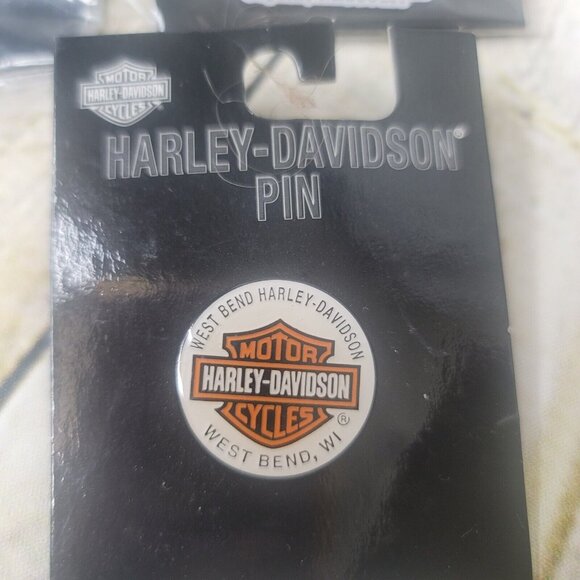 MOTOR
HARLEY-DAVIDSON
CYCLES
HARLEY-DAVIDSON®
PIN
WEST BEND HARLEY-DAVIDSON
MOTOR
HARLEY-DAVIDSON
CYCLES
®
WEST BEND, WI